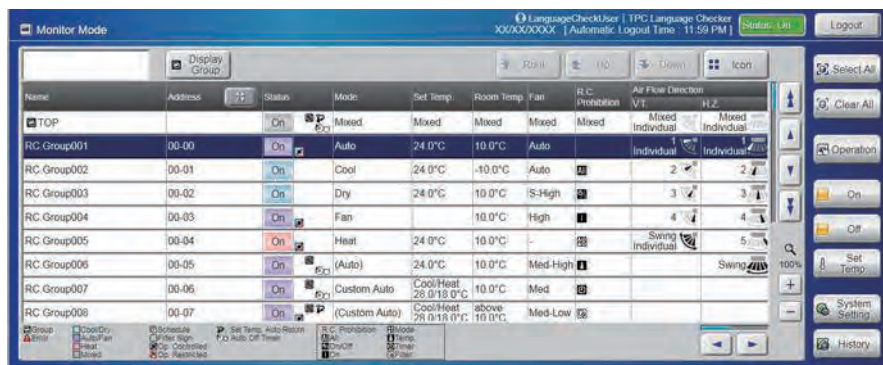 Monitor Mode
LanguageCheckUser | TPC Language Checker
XX/XX/XXXX [ Automatic Logout Time 11:59 PM ]
Status: On
Logout
Display Group
Root
Up
Down
Icon
Select All
Name Address Status Mode Set Temp. Room Temp. Fan R.C. Prohibition Air Flow Direction V.T. H.Z.
Clear All
TOP On P Mixed Mixed Mixed Mixed Mixed Mixed Individual Mixed Individual
RC Group001 00-00 On Auto 24.0°C 10.0°C Auto 1 Individual 1 Individual
Operation
RC Group002 00-01 On Cool 24.0°C -10.0°C Auto 2 2
RC Group003 00-02 On Dry 24.0°C 10.0°C S-High 3 3
On
RC Group004 00-03 On Fan 10.0°C High 4 4
RC Group005 00-04 On Heat 24.0°C 10.0°C - Swing Individual 5
Off
RC Group006 00-05 On (Auto) 24.0°C 10.0°C Med-High Swing
100%
Set Temp
RC Group007 00-06 On Custom Auto Cool/Heat 28.0/18.0°C 10.0°C Med
RC Group008 00-07 On P (Custom Auto) Cool/Heat 28.0/18.0°C above 10.0°C Med-Low
System Setting
Group Cool/Dry Schedule P Set Temp. Auto Return R.C. Prohibition Mode
Error Auto/Fan Filter Sign Auto Off Timer All Temp.
Heat Op. Controlled On/Off Timer
Mixed Op. Restricted On Filter
History